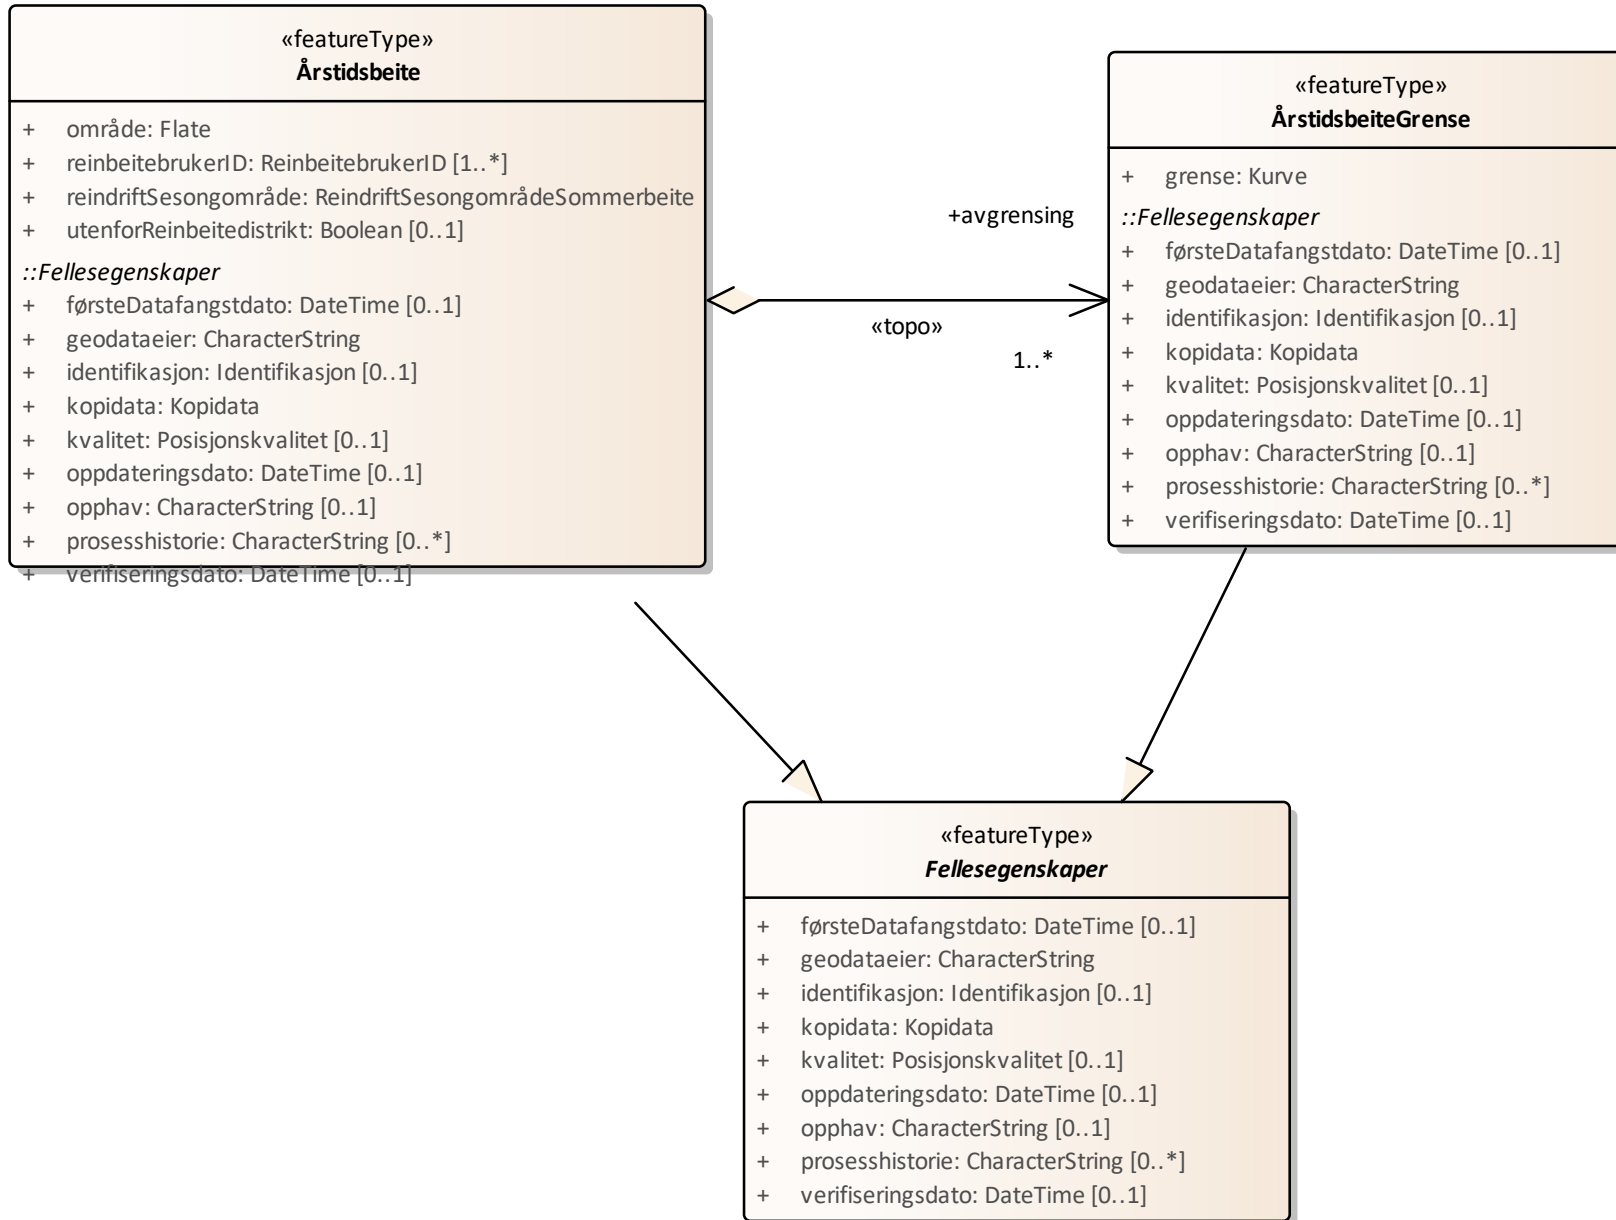 «featureType»
Årstidsbeite
+ område: Flate
+ reinbeitebrukerID: ReinbeitebrukerID [1..*]
+ reindriftSesongområde: ReindriftSesongområdeSommerbeite
+ utenforReinbeitedistrikt: Boolean [0..1]
::Fellesegenskaper
+ førsteDatafangstdato: DateTime [0..1]
+ geodataeier: CharacterString
+ identifikasjon: Identifikasjon [0..1]
+ kopidata: Kopidata
+ kvalitet: Posisjonskvalitet [0..1]
+ oppdateringsdato: DateTime [0..1]
+ opphav: CharacterString [0..1]
+ prosesshistorie: CharacterString [0..*]
+ verifiseringsdato: DateTime [0..1]
+avgrensing
«topo»
1..*
«featureType»
ÅrstidsbeiteGrense
+ grense: Kurve
::Fellesegenskaper
+ førsteDatafangstdato: DateTime [0..1]
+ geodataeier: CharacterString
+ identifikasjon: Identifikasjon [0..1]
+ kopidata: Kopidata
+ kvalitet: Posisjonskvalitet [0..1]
+ oppdateringsdato: DateTime [0..1]
+ opphav: CharacterString [0..1]
+ prosesshistorie: CharacterString [0..*]
+ verifiseringsdato: DateTime [0..1]
«featureType»
Fellesegenskaper
+ førsteDatafangstdato: DateTime [0..1]
+ geodataeier: CharacterString
+ identifikasjon: Identifikasjon [0..1]
+ kopidata: Kopidata
+ kvalitet: Posisjonskvalitet [0..1]
+ oppdateringsdato: DateTime [0..1]
+ opphav: CharacterString [0..1]
+ prosesshistorie: CharacterString [0..*]
+ verifiseringsdato: DateTime [0..1]